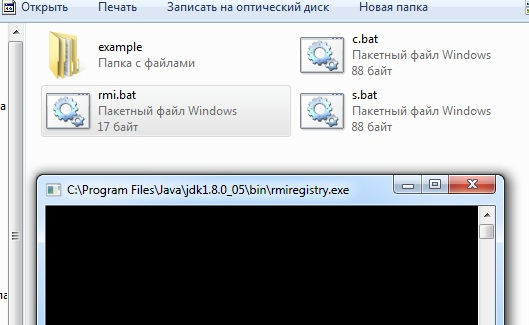 Открыть Печать Записать на оптический диск Новая папка
example
Папка с файлами
c.bat
Пакетный файл Windows
88 байт
rmi.bat
Пакетный файл Windows
17 байт
s.bat
Пакетный файл Windows
88 байт
C:\Program Files\Java\jdk1.8.0_05\bin\rmiregistry.exe